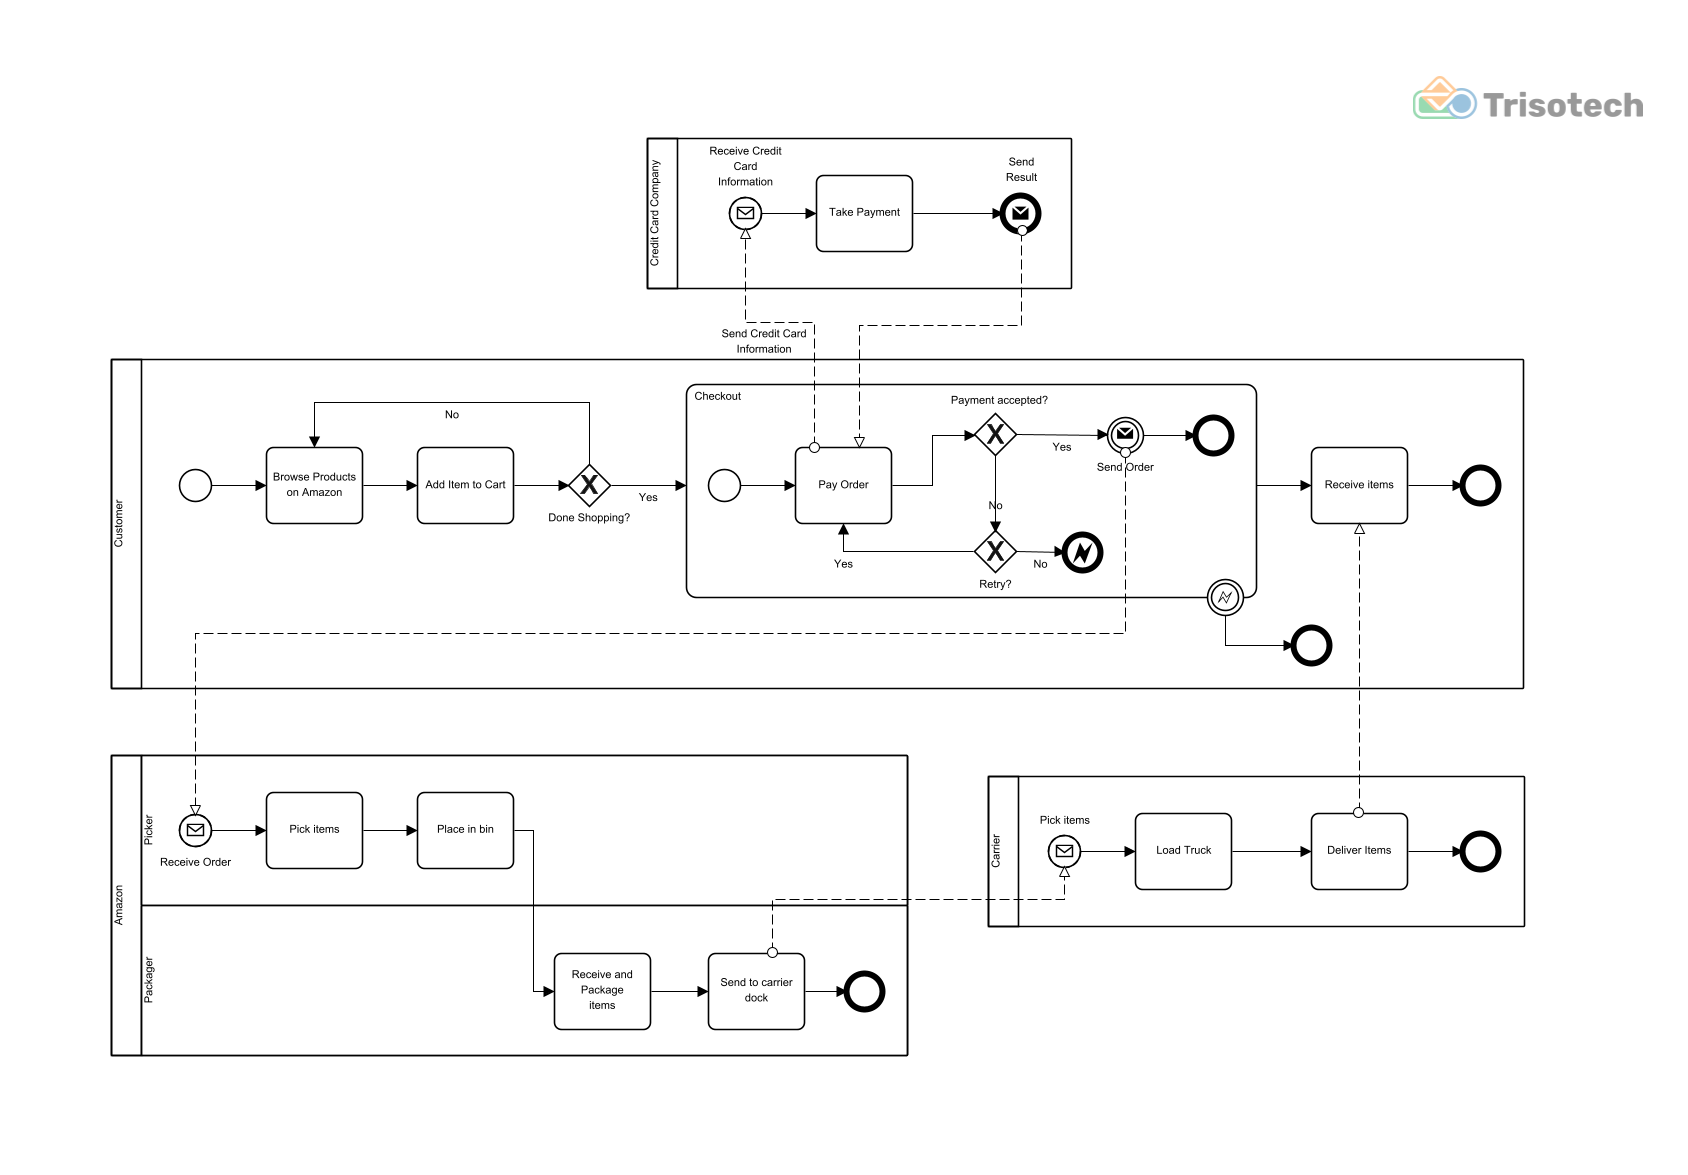 Trisotech
Credit Card Company
Receive Credit
Card
Information
Take Payment
Send
Result
Send Credit Card
Information
Customer
Browse Products
on Amazon
Add Item to Cart
No
Done Shopping?
Yes
Checkout
Pay Order
Payment accepted?
Yes
Send Order
No
Yes
Retry?
No
Receive items
Amazon
Picker
Receive Order
Pick items
Place in bin
Packager
Receive and
Package
items
Send to carrier
dock
Carrier
Pick items
Load Truck
Deliver Items